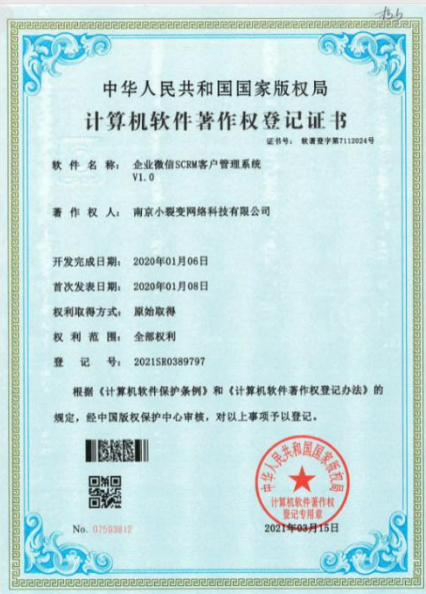 中华人民共和国国家版权局
计算机软件著作权登记证书
证书号： 软著登字第7112024号
软件名称： 企业微信SCRM客户管理系统
V1.0
著作权人： 南京小裂变网络科技有限公司
开发完成日期： 2020年01月06日
首次发表日期： 2020年01月08日
权利取得方式： 原始取得
权利范围： 全部权利
登记号： 2021SR0389797
根据《计算机软件保护条例》和《计算机软件著作权登记办法》的
规定，经中国版权保护中心审核，对以上事项予以登记。
中华人民共和国国家版权局
计算机软件著作权
登记专用章
No. 07593812
2021年03月15日